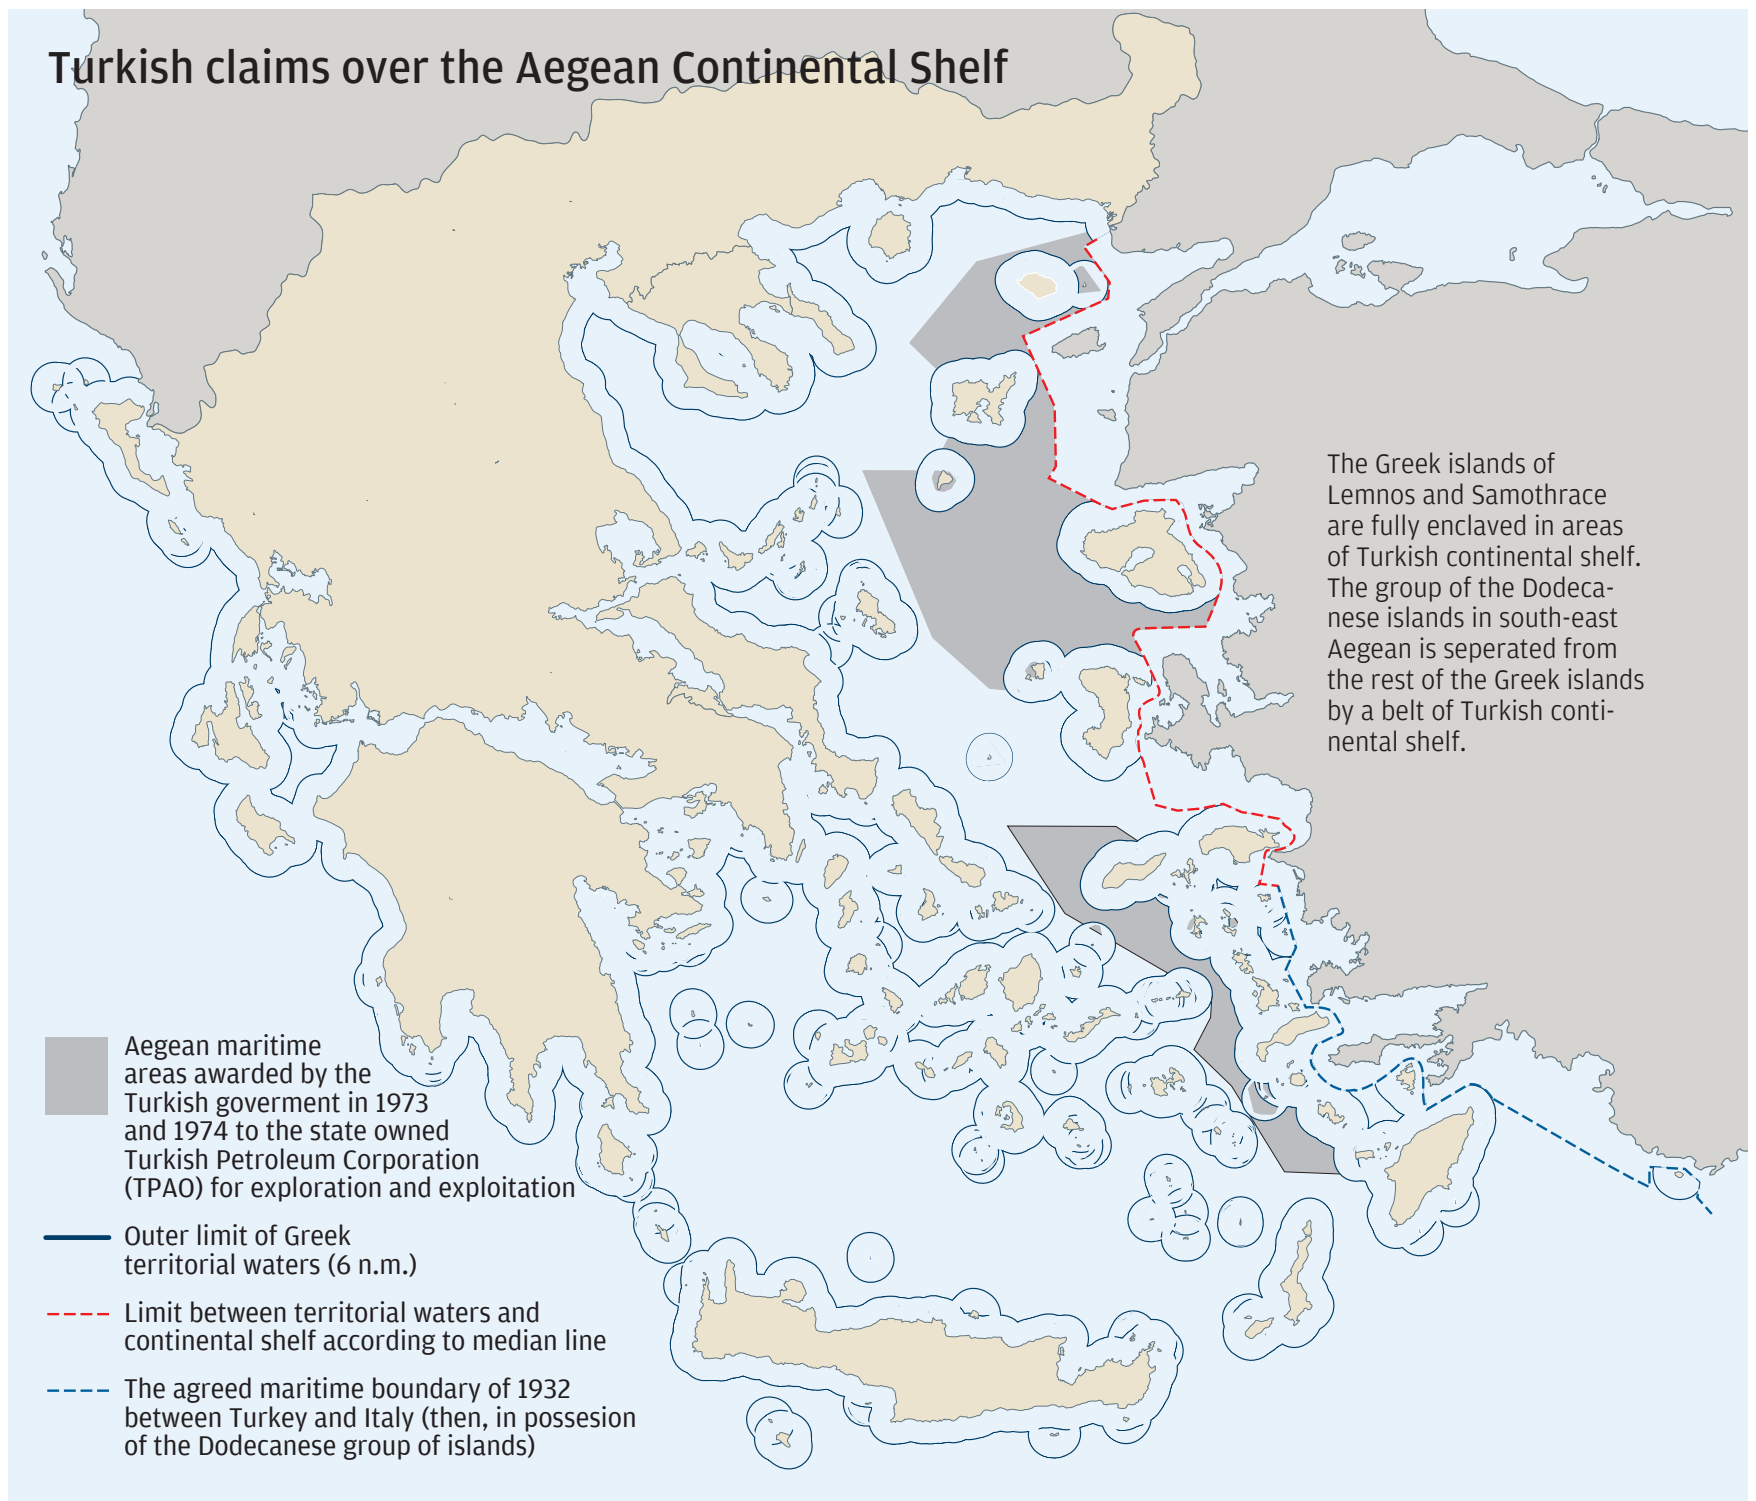 Turkish claims over the Aegean Continental Shelf
The Greek islands of
Lemnos and Samothrace
are fully enclaved in areas
of Turkish continental shelf.
The group of the Dodeca-
nese islands in south-east
Aegean is seperated from
the rest of the Greek islands
by a belt of Turkish conti-
nental shelf.
Aegean maritime
areas awarded by the
Turkish goverment in 1973
and 1974 to the state owned
Turkish Petroleum Corporation
(TPAO) for exploration and exploitation
Outer limit of Greek
territorial waters (6 n.m.)
Limit between territorial waters and
continental shelf according to median line
The agreed maritime boundary of 1932
between Turkey and Italy (then, in possesion
of the Dodecanese group of islands)